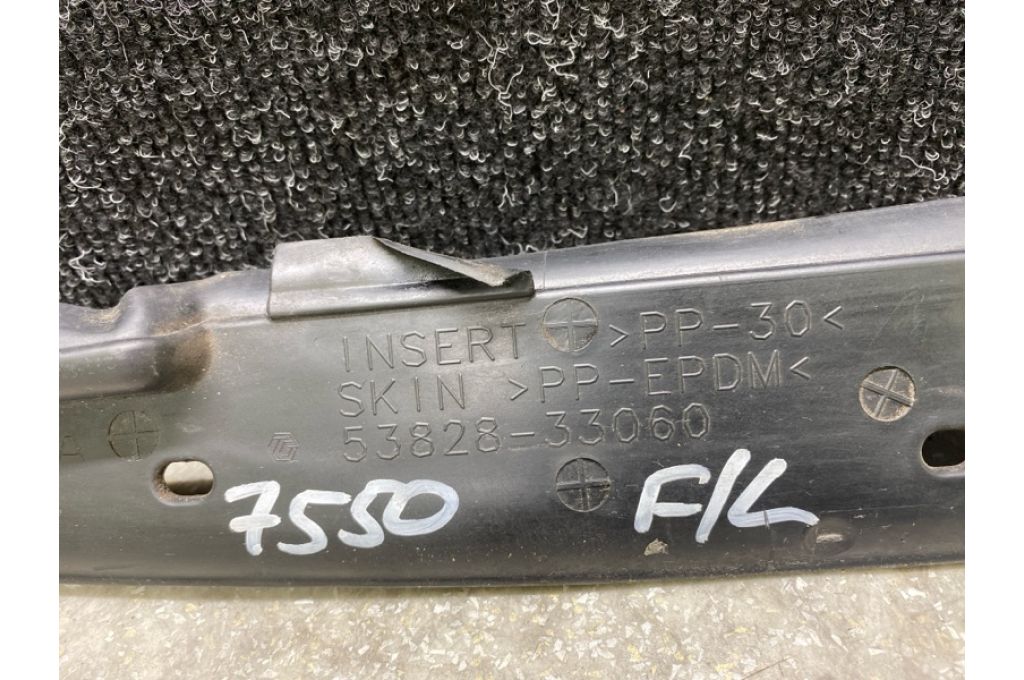 INSERT >PP-30<
SKIN >PP-EPDM<
53828-33060
7550 F/L